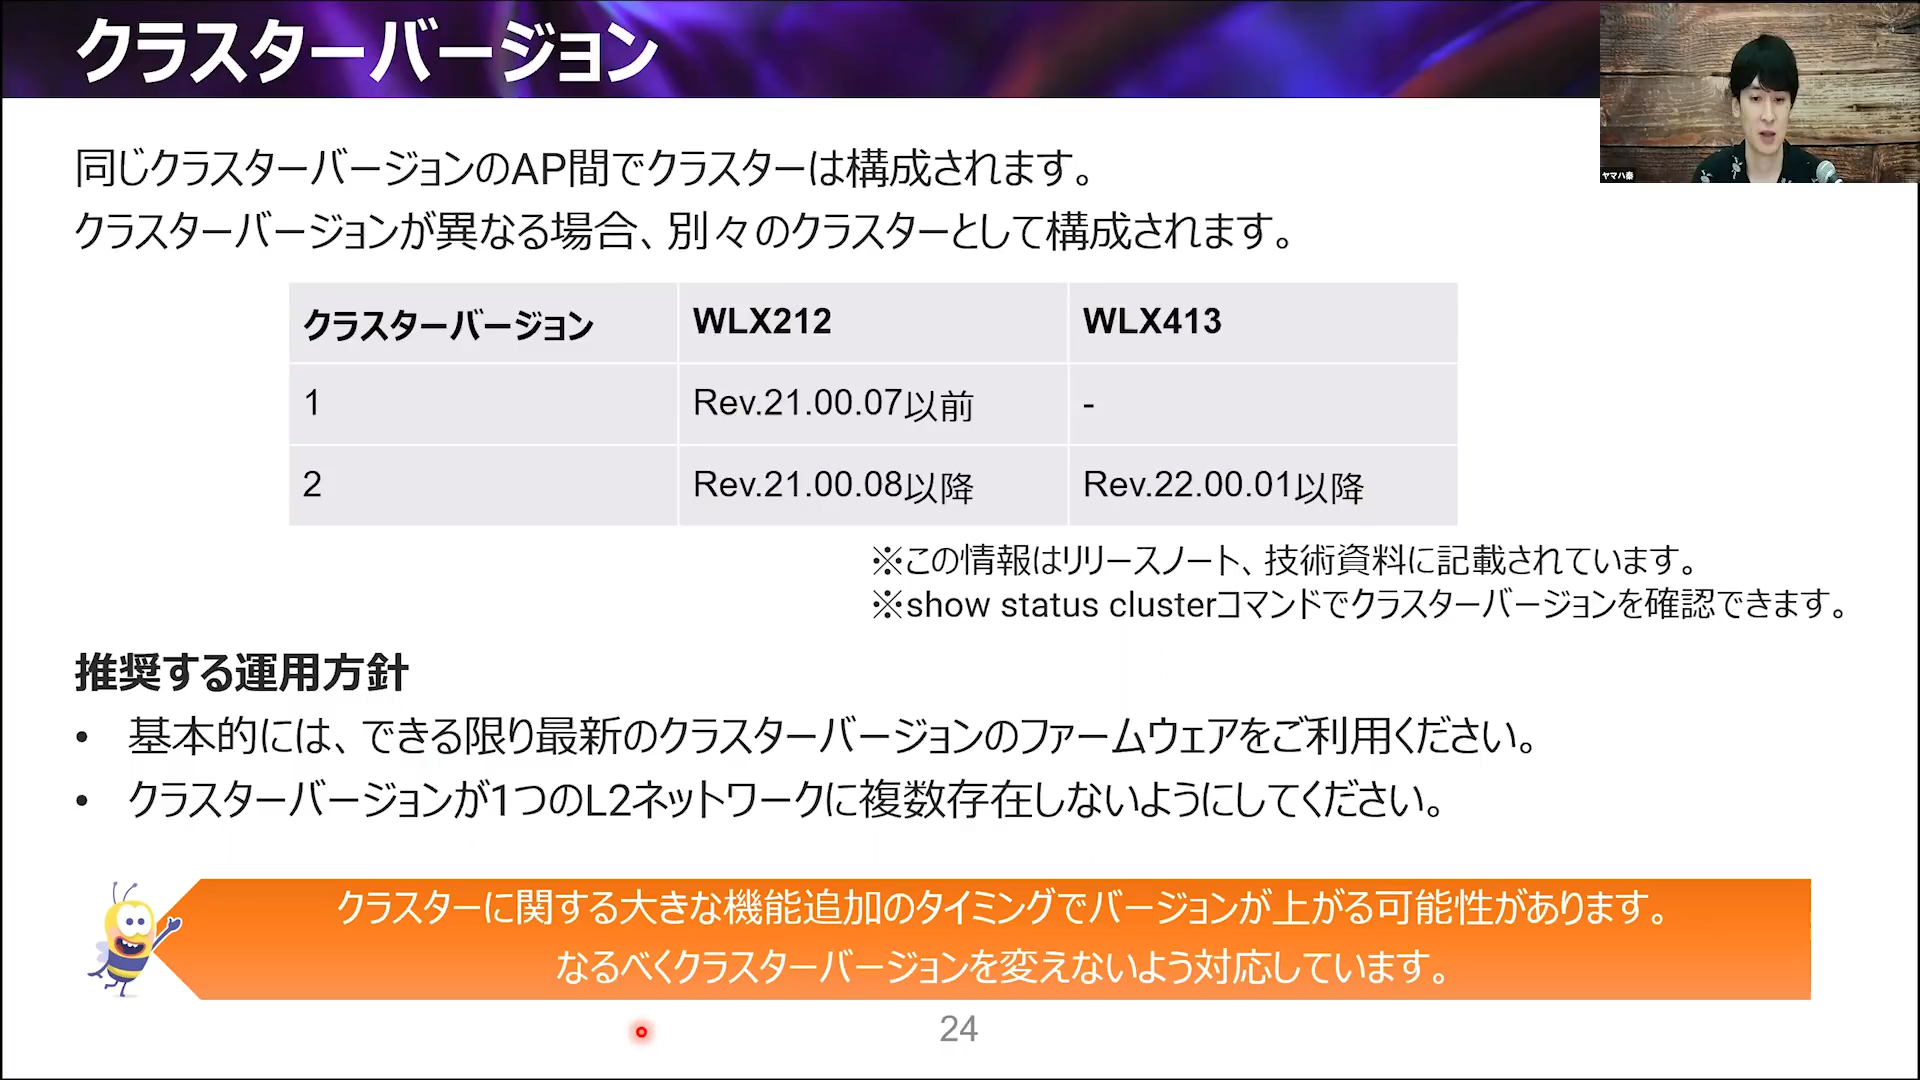 クラスターバージョン
ヤマハ秦
同じクラスターバージョンのAP間でクラスターは構成されます。
クラスターバージョンが異なる場合、別々のクラスターとして構成されます。
クラスターバージョン WLX212 WLX413
1 Rev.21.00.07以前 -
2 Rev.21.00.08以降 Rev.22.00.01以降
※この情報はリリースノート、技術資料に記載されています。
※show status clusterコマンドでクラスターバージョンを確認できます。
推奨する運用方針
• 基本的には、できる限り最新のクラスターバージョンのファームウェアをご利用ください。
• クラスターバージョンが1つのL2ネットワークに複数存在しないようにしてください。
クラスターに関する大きな機能追加のタイミングでバージョンが上がる可能性があります。
なるべくクラスターバージョンを変えないよう対応しています。
24